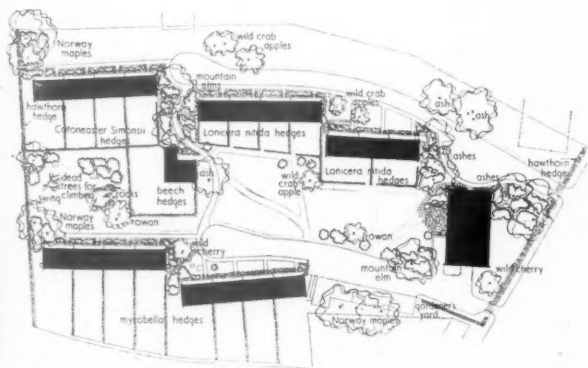 Norway
maples
wild crab
apples
mountain
elms
wild crab
apples
ash
ash
hawthorn
hedge
Cotoneaster Simonsii
hedges
Lonicera nitida hedges
Lonicera nitida
hedges
ashes
ashes
hawthorn
hedge
dead
trees for
climbing
swing
rocks
beech
hedges
ash
wild
crab
apple
Norway
maples
rowan
wild
cherry
rowan
mountain
elm
wild cherry
myrobella hedges
Norway maples
gardener's
yard